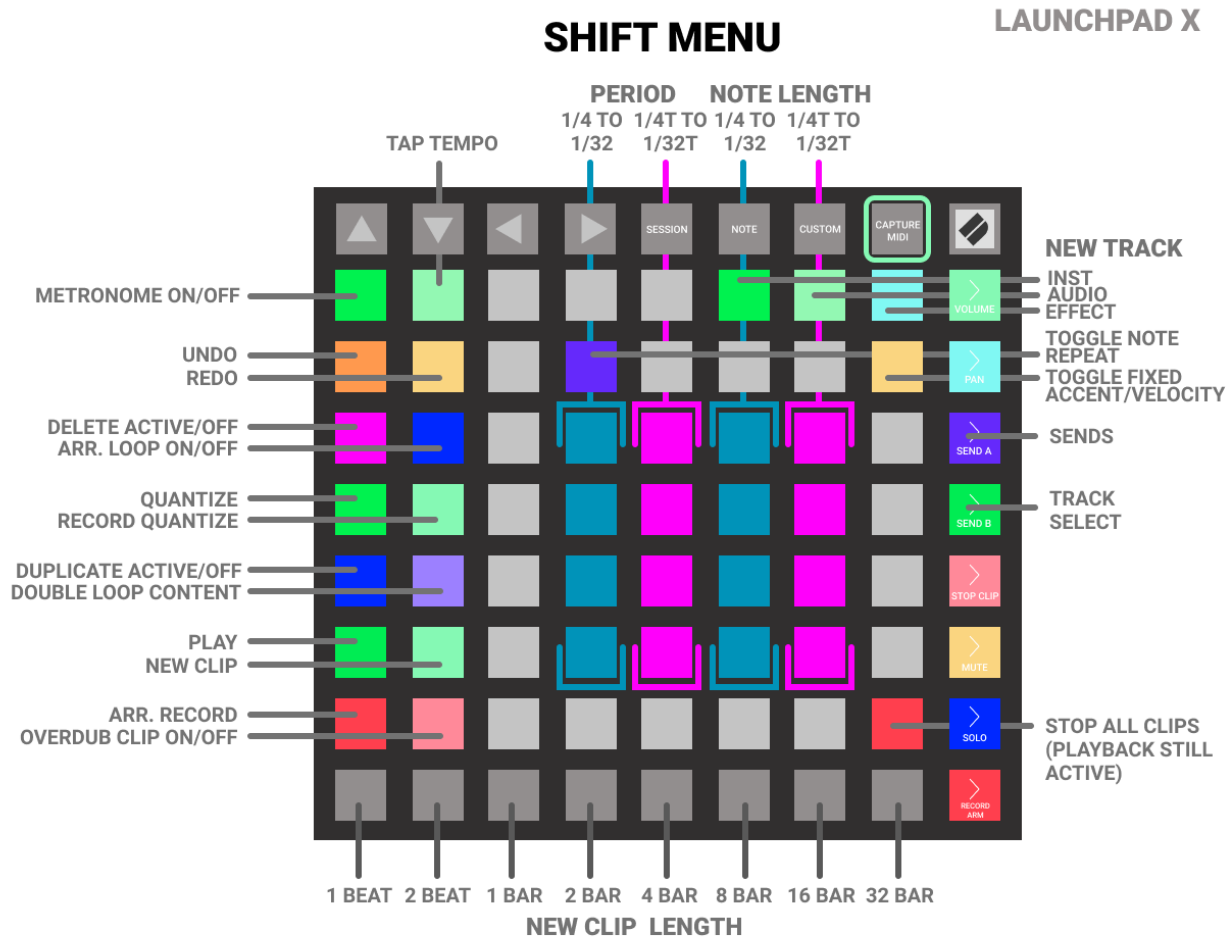 LAUNCHPAD X
SHIFT MENU
PERIOD NOTE LENGTH
1/4 TO 1/4T TO 1/4 TO 1/4T TO
1/32 1/32T 1/32 1/32T
TAP TEMPO
SESSION NOTE CUSTOM CAPTURE
MIDI
NEW TRACK
INST
METRONOME ON/OFF AUDIO
VOLUME EFFECT
TOGGLE NOTE
UNDO REPEAT
REDO PAN TOGGLE FIXED
ACCENT/VELOCITY
DELETE ACTIVE/OFF
SENDS
ARR. LOOP ON/OFF SEND A
QUANTIZE TRACK
RECORD QUANTIZE SEND B SELECT
DUPLICATE ACTIVE/OFF
DOUBLE LOOP CONTENT STOP CLIP
PLAY
NEW CLIP MUTE
ARR. RECORD
STOP ALL CLIPS
OVERDUB CLIP ON/OFF SOLO
(PLAYBACK STILL
ACTIVE)
RECORD
ARM
1 BEAT 2 BEAT 1 BAR 2 BAR 4 BAR 8 BAR 16 BAR 32 BAR
NEW CLIP LENGTH